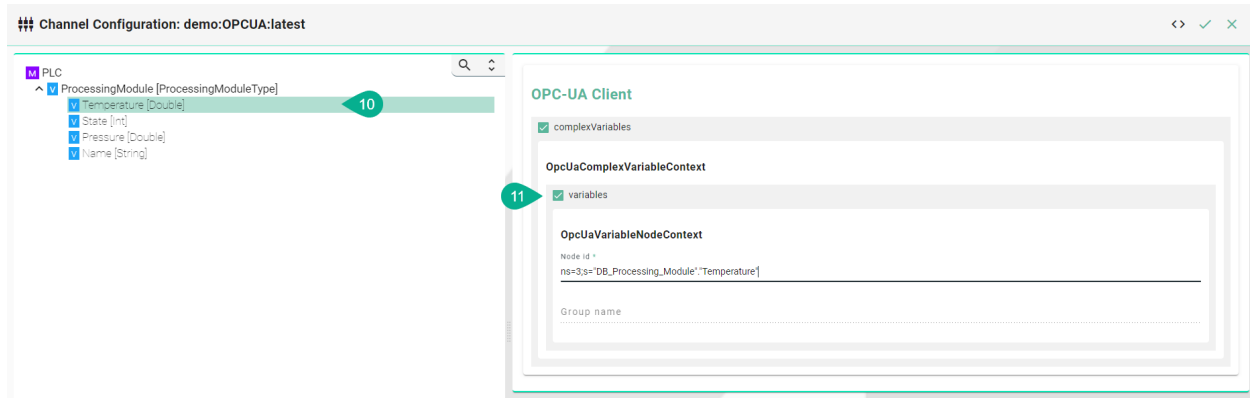 Channel Configuration: demo:OPCUA:latest
M PLC
V ProcessingModule [ProcessingModuleType]
V Temperature [Double]
10
V State [Int]
V Pressure [Double]
V Name [String]
OPC-UA Client
complexVariables
OpcUaComplexVariableContext
11
variables
OpcUaVariableNodeContext
Node Id *
ns=3;s="DB_Processing_Module"."Temperature"
Group name